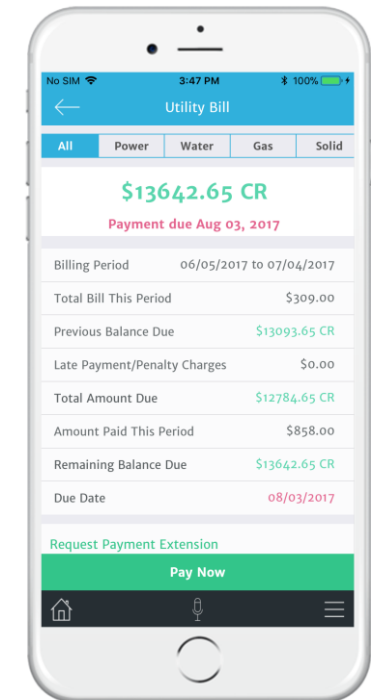 No SIM 3:47 PM 100%
Utility Bill
All Power Water Gas Solid
$13642.65 CR
Payment due Aug 03, 2017
Billing Period 06/05/2017 to 07/04/2017
Total Bill This Period $309.00
Previous Balance Due $13093.65 CR
Late Payment/Penalty Charges $0.00
Total Amount Due $12784.65 CR
Amount Paid This Period $858.00
Remaining Balance Due $13642.65 CR
Due Date 08/03/2017
Request Payment Extension
Pay Now